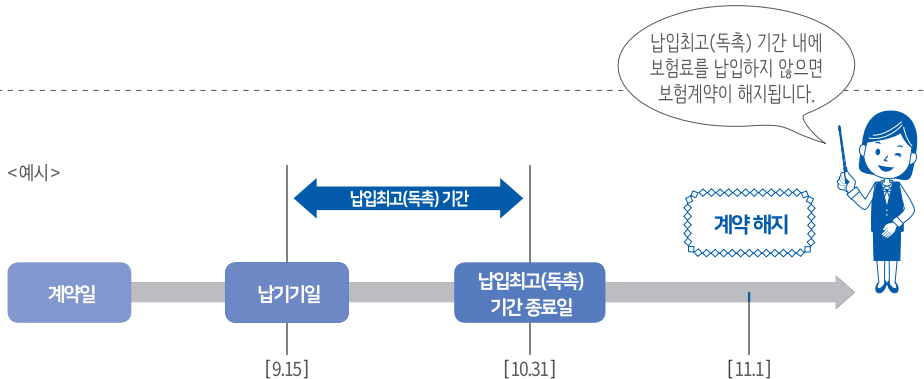 납입최고(독촉) 기간 내에
보험료를 납입하지 않으면
보험계약이 해지됩니다.
<예시>
납입최고(독촉) 기간
계약 해지
계약일
납기기일
납입최고(독촉)
기간 종료일
[9.15]
[10.31]
[11.1]